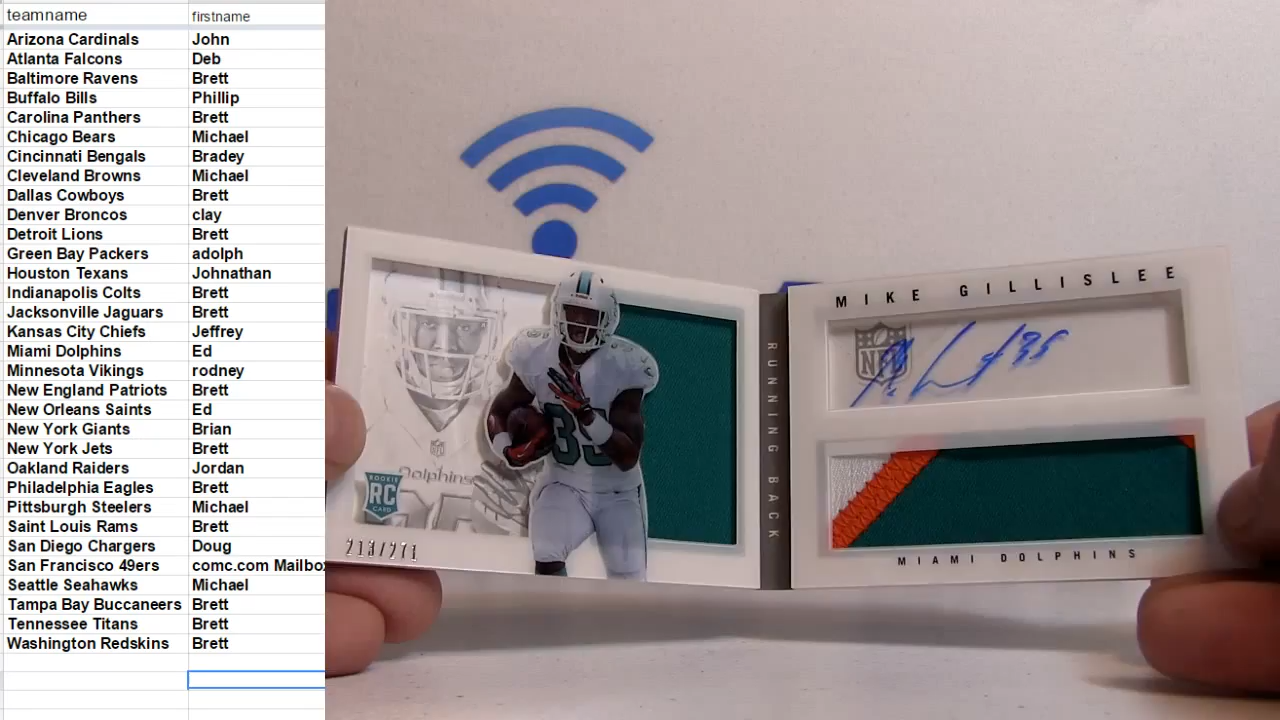 teamname firstname
Arizona Cardinals John
Atlanta Falcons Deb
Baltimore Ravens Brett
Buffalo Bills Phillip
Carolina Panthers Brett
Chicago Bears Michael
Cincinnati Bengals Bradey
Cleveland Browns Michael
Dallas Cowboys Brett
Denver Broncos clay
Detroit Lions Brett
Green Bay Packers adolph
Houston Texans Johnathan
Indianapolis Colts Brett
Jacksonville Jaguars Brett
Kansas City Chiefs Jeffrey
Miami Dolphins Ed
Minnesota Vikings rodney
New England Patriots Brett
New Orleans Saints Ed
New York Giants Brian
New York Jets Brett
Oakland Raiders Jordan
Philadelphia Eagles Brett
Pittsburgh Steelers Michael
Saint Louis Rams Brett
San Diego Chargers Doug
San Francisco 49ers comc.com Mailbox
Seattle Seahawks Michael
Tampa Bay Buccaneers Brett
Tennessee Titans Brett
Washington Redskins Brett
Dolphins
ROOKIE
RC
CARD
213/271
35
RUNNING BACK
MIKE GILLISLEE
NFL
35
MIAMI DOLPHINS